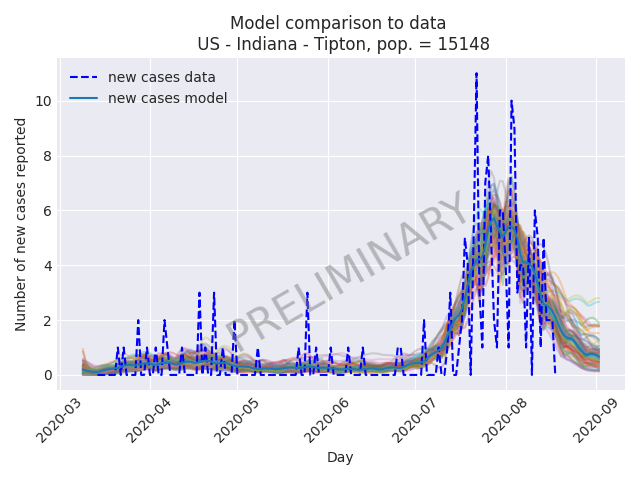 Model comparison to data
US - Indiana - Tipton, pop. = 15148
new cases data
new cases model
Number of new cases reported
10
8
6
4
2
0
PRELIMINARY
2020-03
2020-04
2020-05
2020-06
2020-07
2020-08
2020-09
Day